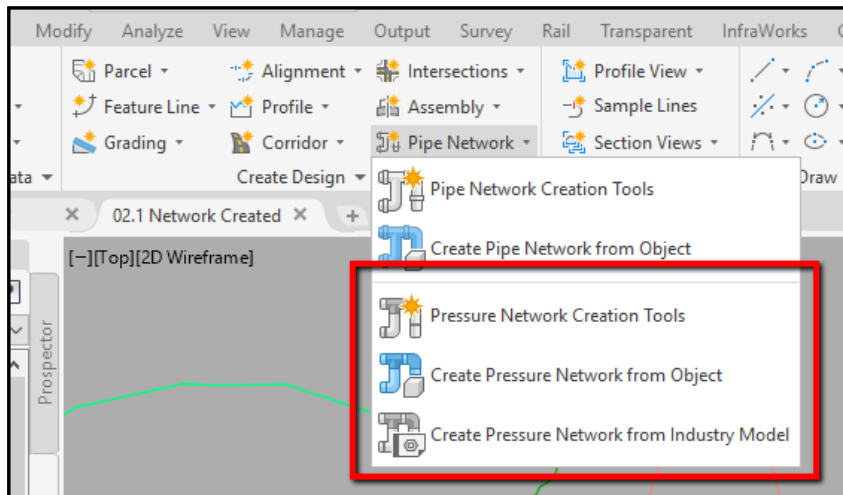 Modify Analyze View Manage Output Survey Rail Transparent InfraWorks
Parcel Alignment Intersections Profile View
Feature Line Profile Assembly Sample Lines
Grading Corridor Pipe Network Section Views
ata Create Design Draw
02.1 Network Created
[−][Top][2D Wireframe]
Prospector
Pipe Network Creation Tools
Create Pipe Network from Object
Pressure Network Creation Tools
Create Pressure Network from Object
Create Pressure Network from Industry Model